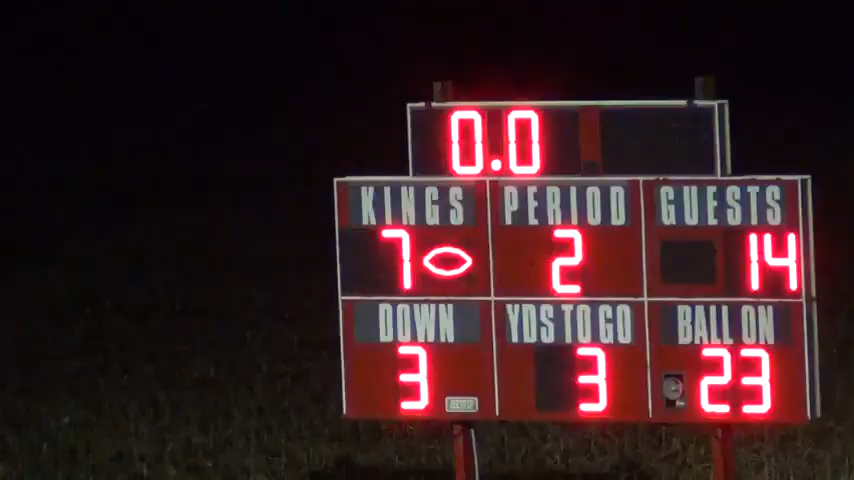 0.0
KINGS PERIOD GUESTS
7 2 14
DOWN YDS TO GO BALL ON
3 3 23